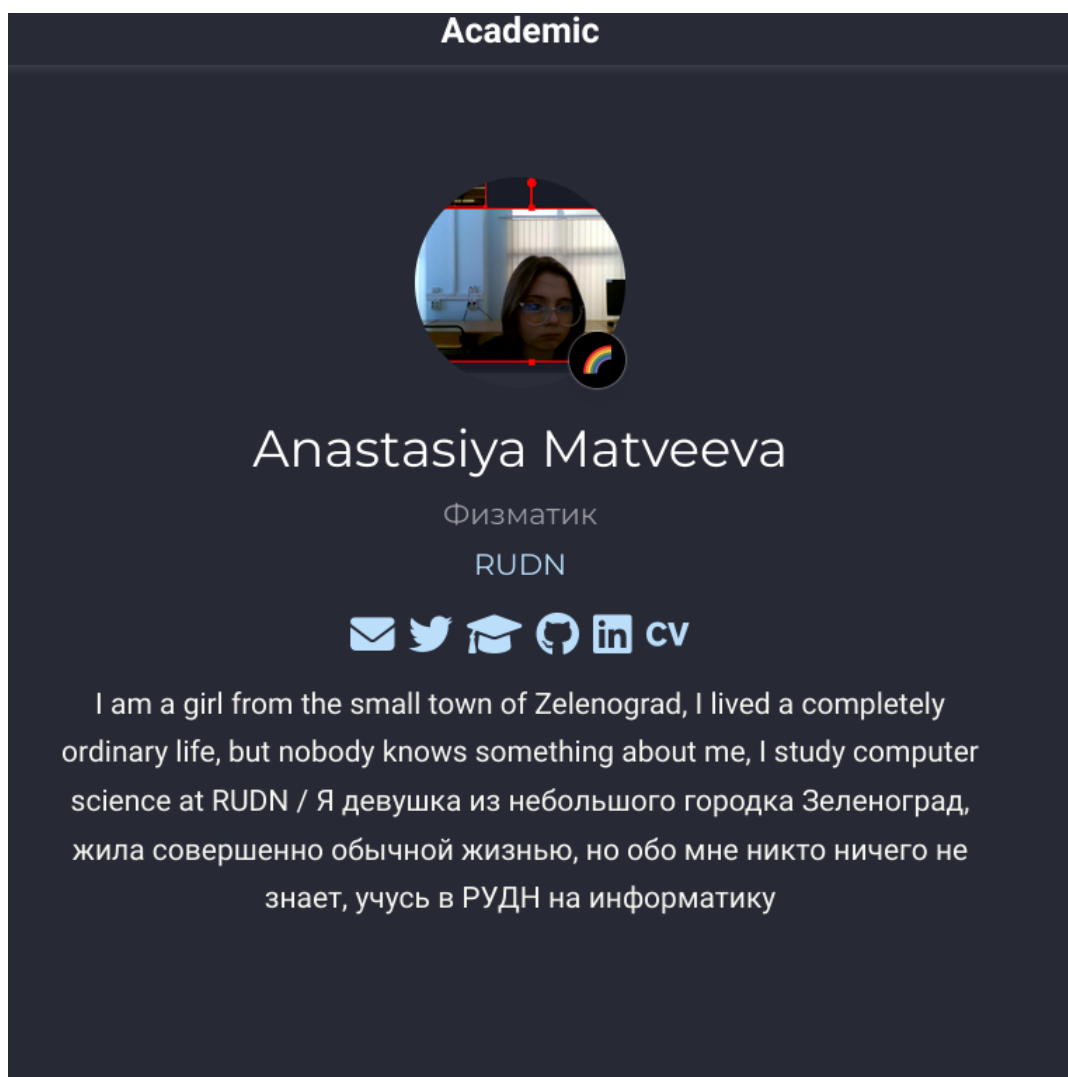 Academic
Anastasiya Matveeva
Физматик
RUDN
CV
I am a girl from the small town of Zelenograd, I lived a completely
ordinary life, but nobody knows something about me, I study computer
science at RUDN / Я девушка из небольшого городка Зеленоград,
жила совершенно обычной жизнью, но обо мне никто ничего не
знает, учусь в РУДН на информатику